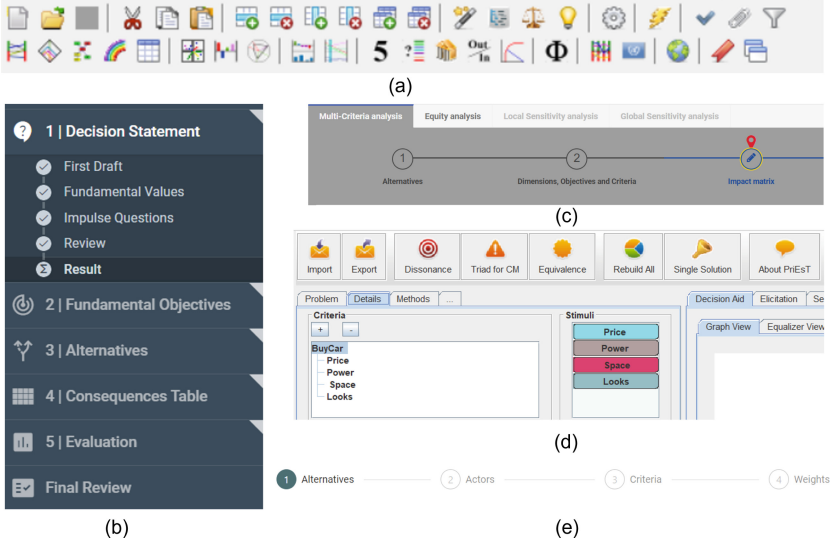 5 Out
In Φ
(a)
1 | Decision Statement
First Draft
Fundamental Values
Impulse Questions
Review
Result
2 | Fundamental Objectives
3 | Alternatives
4 | Consequences Table
5 | Evaluation
Final Review
(b)
Multi-Criteria analysis Equity analysis Local Sensitivity analysis Global Sensitivity analysis
1 2
Alternatives Dimensions, Objectives and Criteria Impact matrix
(c)
Import Export Dissonance Triad for CM Equivalence Rebuild All Single Solution About PriEsT
Problem Details Methods ... Decision Aid Elicitation Se
Criteria Stimuli Graph View Equalizer View
+ - Price
BuyCar Power
Price Space
Power Looks
Space
Looks
(d)
1 Alternatives 2 Actors 3 Criteria 4 Weights
(e)